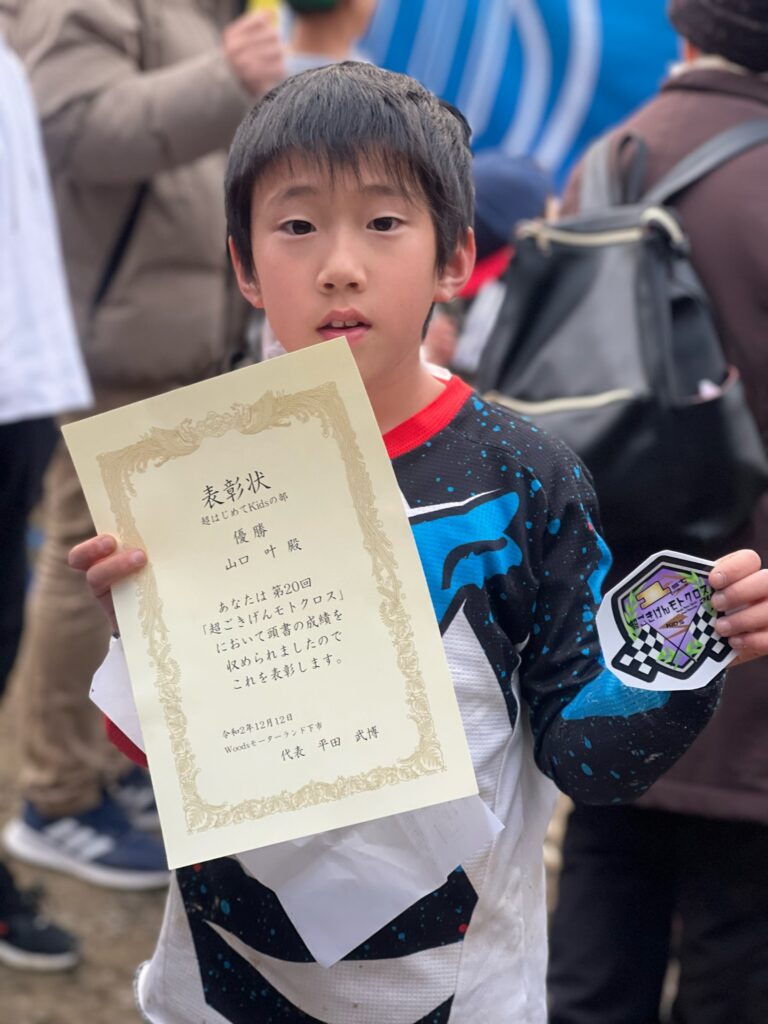 表彰状
超はじめてKidsの部
優勝
山口 叶 殿
あなたは 第20回
「超ごきげんモトクロス」
において頭書の成績を
収められましたので
これを表彰します。
令和2年12月12日
Woodsモーターランド下市
代表 平田 武博
1
超ごきげんモトクロス
KIDS